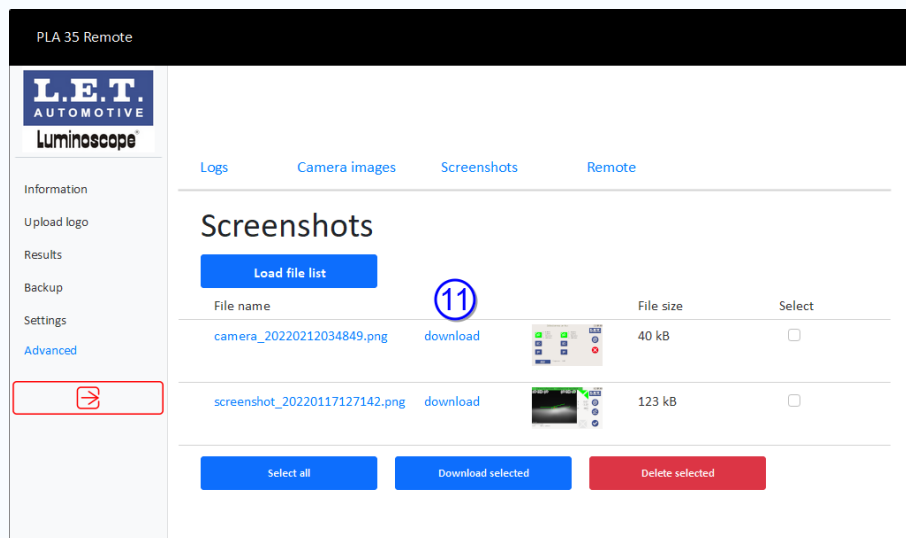 PLA 35 Remote
L.E.T.
AUTOMOTIVE
Luminoscope®
Information
Upload logo
Results
Backup
Settings
Advanced
Logs Camera images Screenshots Remote
Screenshots
Load file list
11
File name File size Select
camera_20220212034849.png download 40 kB
screenshot_20220117127142.png download 123 kB
Select all Download selected Delete selected